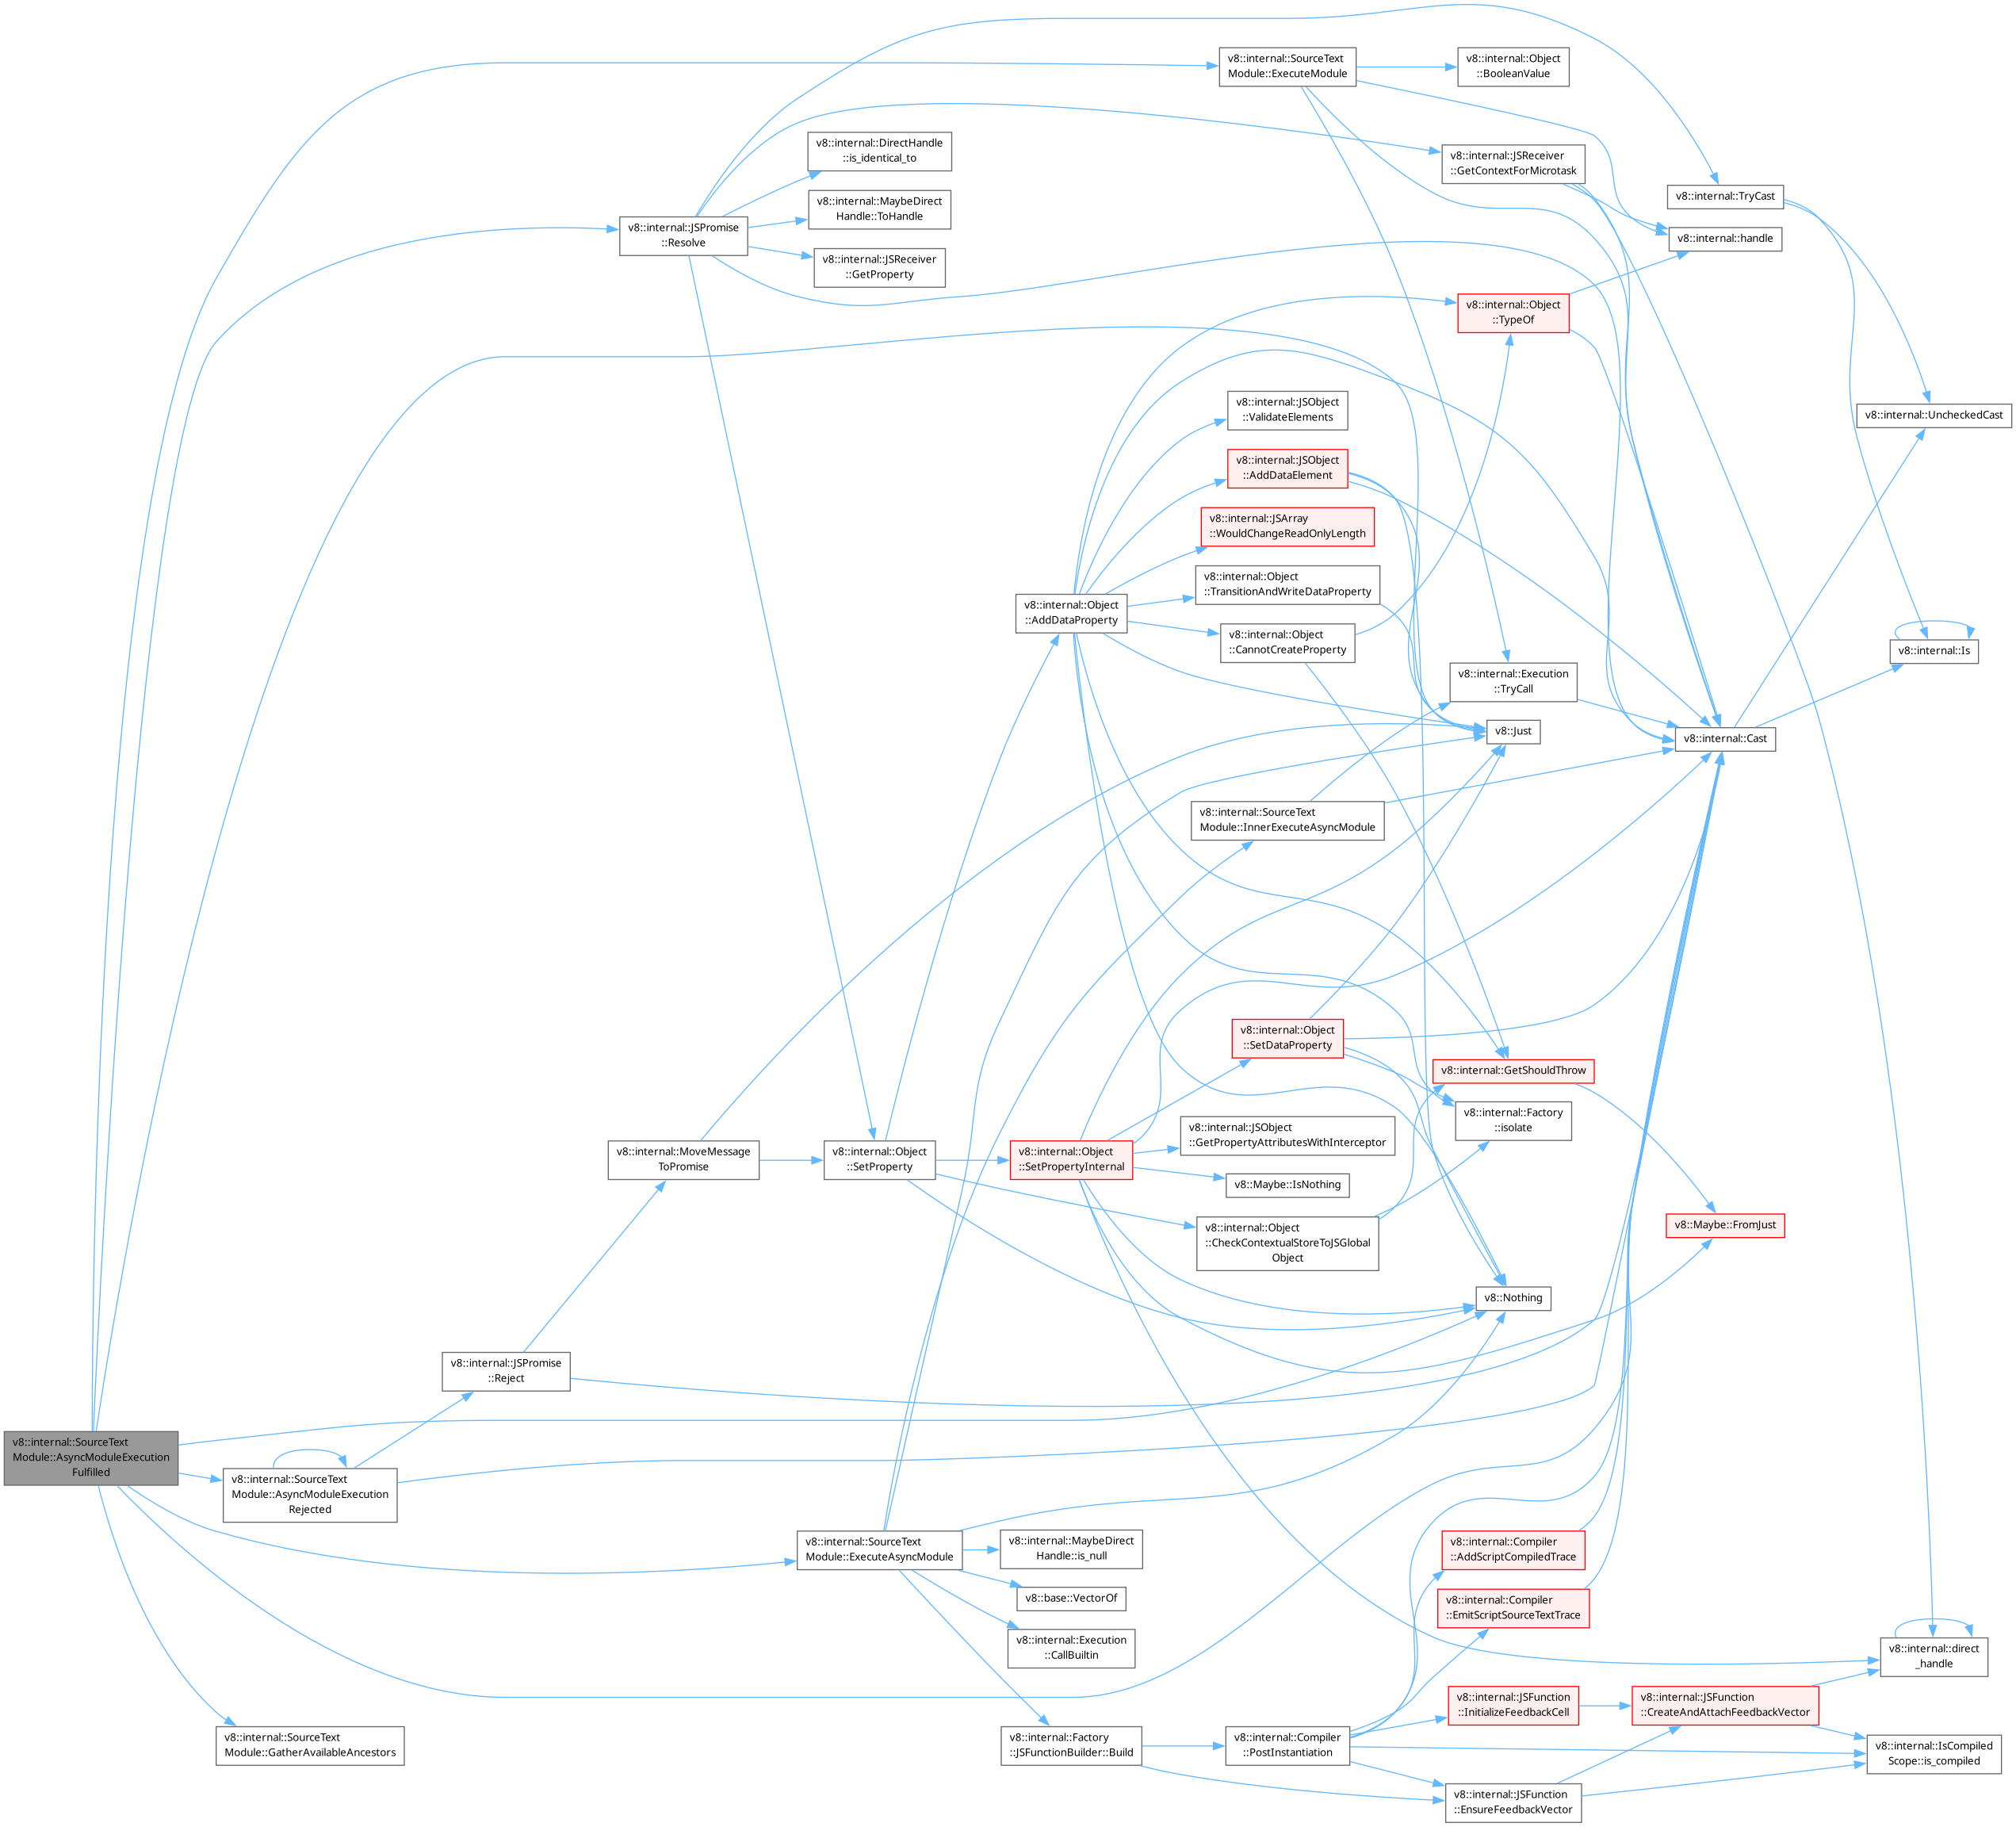 v8::internal::SourceText
Module::ExecuteModule
v8::internal::Object
::BooleanValue
v8::internal::DirectHandle
::is_identical_to
v8::internal::JSReceiver
::GetContextForMicrotask
v8::internal::TryCast
v8::internal::MaybeDirect
Handle::ToHandle
v8::internal::JSPromise
::Resolve
v8::internal::handle
v8::internal::JSReceiver
::GetProperty
v8::internal::Object
::TypeOf
v8::internal::JSObject
::ValidateElements
v8::internal::UncheckedCast
v8::internal::JSObject
::AddDataElement
v8::internal::JSArray
::WouldChangeReadOnlyLength
v8::internal::Object
::TransitionAndWriteDataProperty
v8::internal::Object
::AddDataProperty
v8::internal::Object
::CannotCreateProperty
v8::internal::Is
v8::internal::Execution
::TryCall
v8::Just
v8::internal::Cast
v8::internal::SourceText
Module::InnerExecuteAsyncModule
v8::internal::Object
::SetDataProperty
v8::internal::GetShouldThrow
v8::internal::Factory
::isolate
v8::internal::MoveMessage
ToPromise
v8::internal::Object
::SetProperty
v8::internal::Object
::SetPropertyInternal
v8::internal::JSObject
::GetPropertyAttributesWithInterceptor
v8::Maybe::IsNothing
v8::internal::Object
::CheckContextualStoreToJSGlobal
Object
v8::Maybe::FromJust
v8::Nothing
v8::internal::JSPromise
::Reject
v8::internal::SourceText
Module::AsyncModuleExecution
Fulfilled
v8::internal::SourceText
Module::AsyncModuleExecution
Rejected
v8::internal::SourceText
Module::ExecuteAsyncModule
v8::internal::MaybeDirect
Handle::is_null
v8::internal::Compiler
::AddScriptCompiledTrace
v8::base::VectorOf
v8::internal::Compiler
::EmitScriptSourceTextTrace
v8::internal::Execution
::CallBuiltin
v8::internal::direct
_handle
v8::internal::JSFunction
::InitializeFeedbackCell
v8::internal::JSFunction
::CreateAndAttachFeedbackVector
v8::internal::SourceText
Module::GatherAvailableAncestors
v8::internal::Factory
::JSFunctionBuilder::Build
v8::internal::Compiler
::PostInstantiation
v8::internal::IsCompiled
Scope::is_compiled
v8::internal::JSFunction
::EnsureFeedbackVector